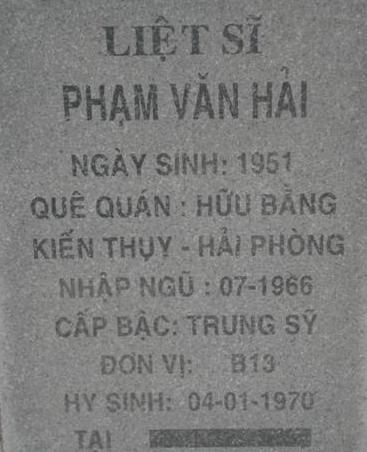 LIỆT SĨ
PHẠM VĂN HẢI
NGÀY SINH: 1951
QUÊ QUÁN : HỮU BẰNG
KIẾN THỤY - HẢI PHÒNG
NHẬP NGŨ : 07-1966
CẤP BẬC: TRUNG SỸ
ĐƠN VỊ: B13
HY SINH: 04-01-1970
TẠI